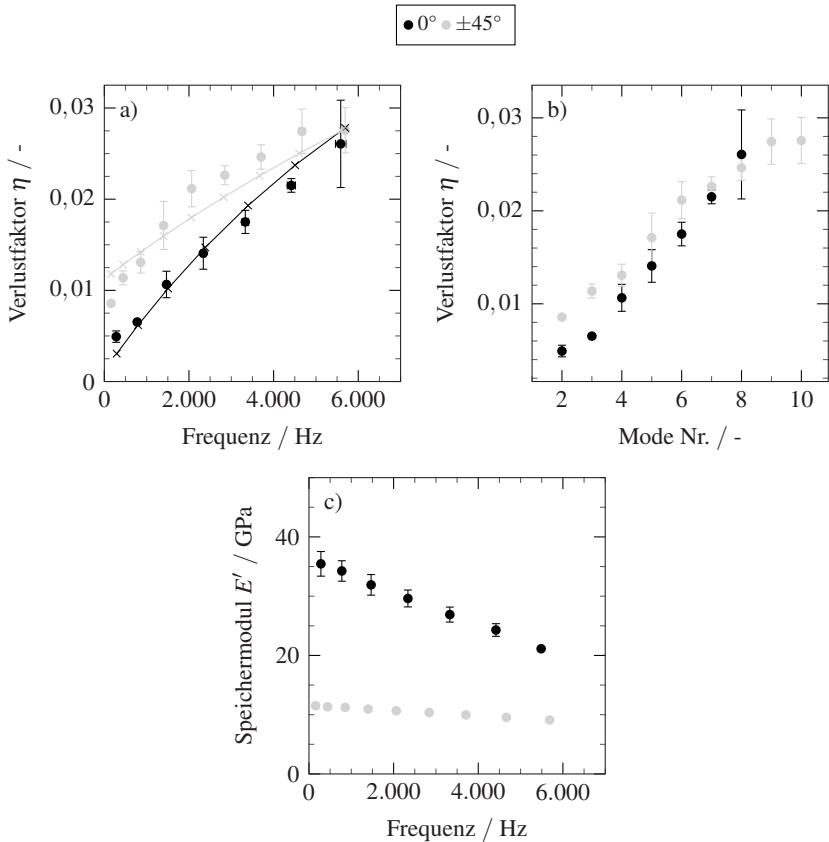 0° ±45°
a)
0,03
0,02
0,01
0
Verlustfaktor η / -
0 2.000 4.000 6.000
Frequenz / Hz
b)
0,03
0,02
0,01
Verlustfaktor η / -
2 4 6 8 10
Mode Nr. / -
c)
40
20
0
Speichermodul E′ / GPa
0 2.000 4.000 6.000
Frequenz / Hz